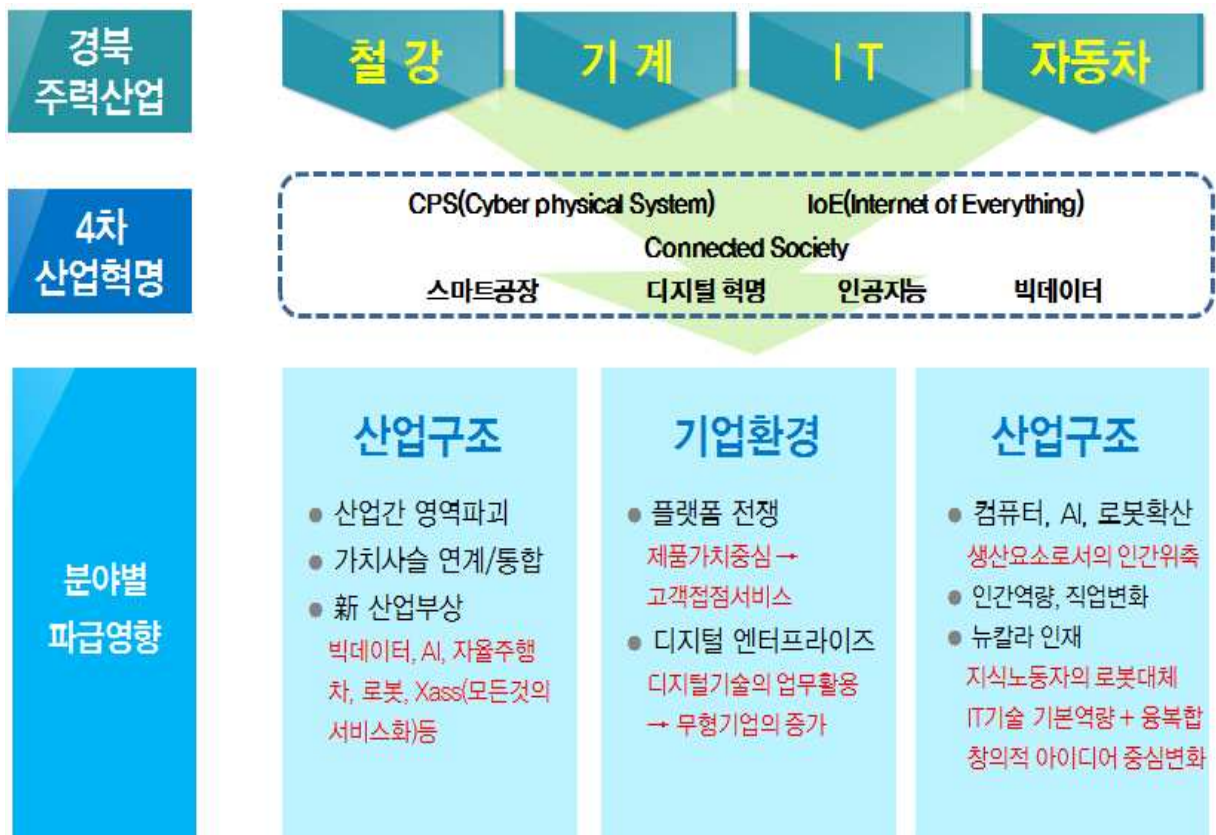 경북
주력산업
철 강
기 계
I T
자동차
4차
산업혁명
CPS(Cyber physical System) IoE(Internet of Everything)
Connected Society
스마트공장 디지털 혁명 인공지능 빅데이터
분야별
파급영향
산업구조
● 산업간 영역파괴
● 가치사슬 연계/통합
● 新 산업부상
빅데이터, AI, 자율주행
차, 로봇, Xass(모든것의
서비스화)등
기업환경
● 플랫폼 전쟁
제품가치중심 →
고객접점서비스
● 디지털 엔터프라이즈
디지털기술의 업무활용
→ 무형기업의 증가
산업구조
● 컴퓨터, AI, 로봇확산
생산요소로서의 인간위축
● 인간역량, 직업변화
● 뉴칼라 인재
지식노동자의 로봇대체
IT기술 기본역량 + 융복합
창의적 아이디어 중심변화